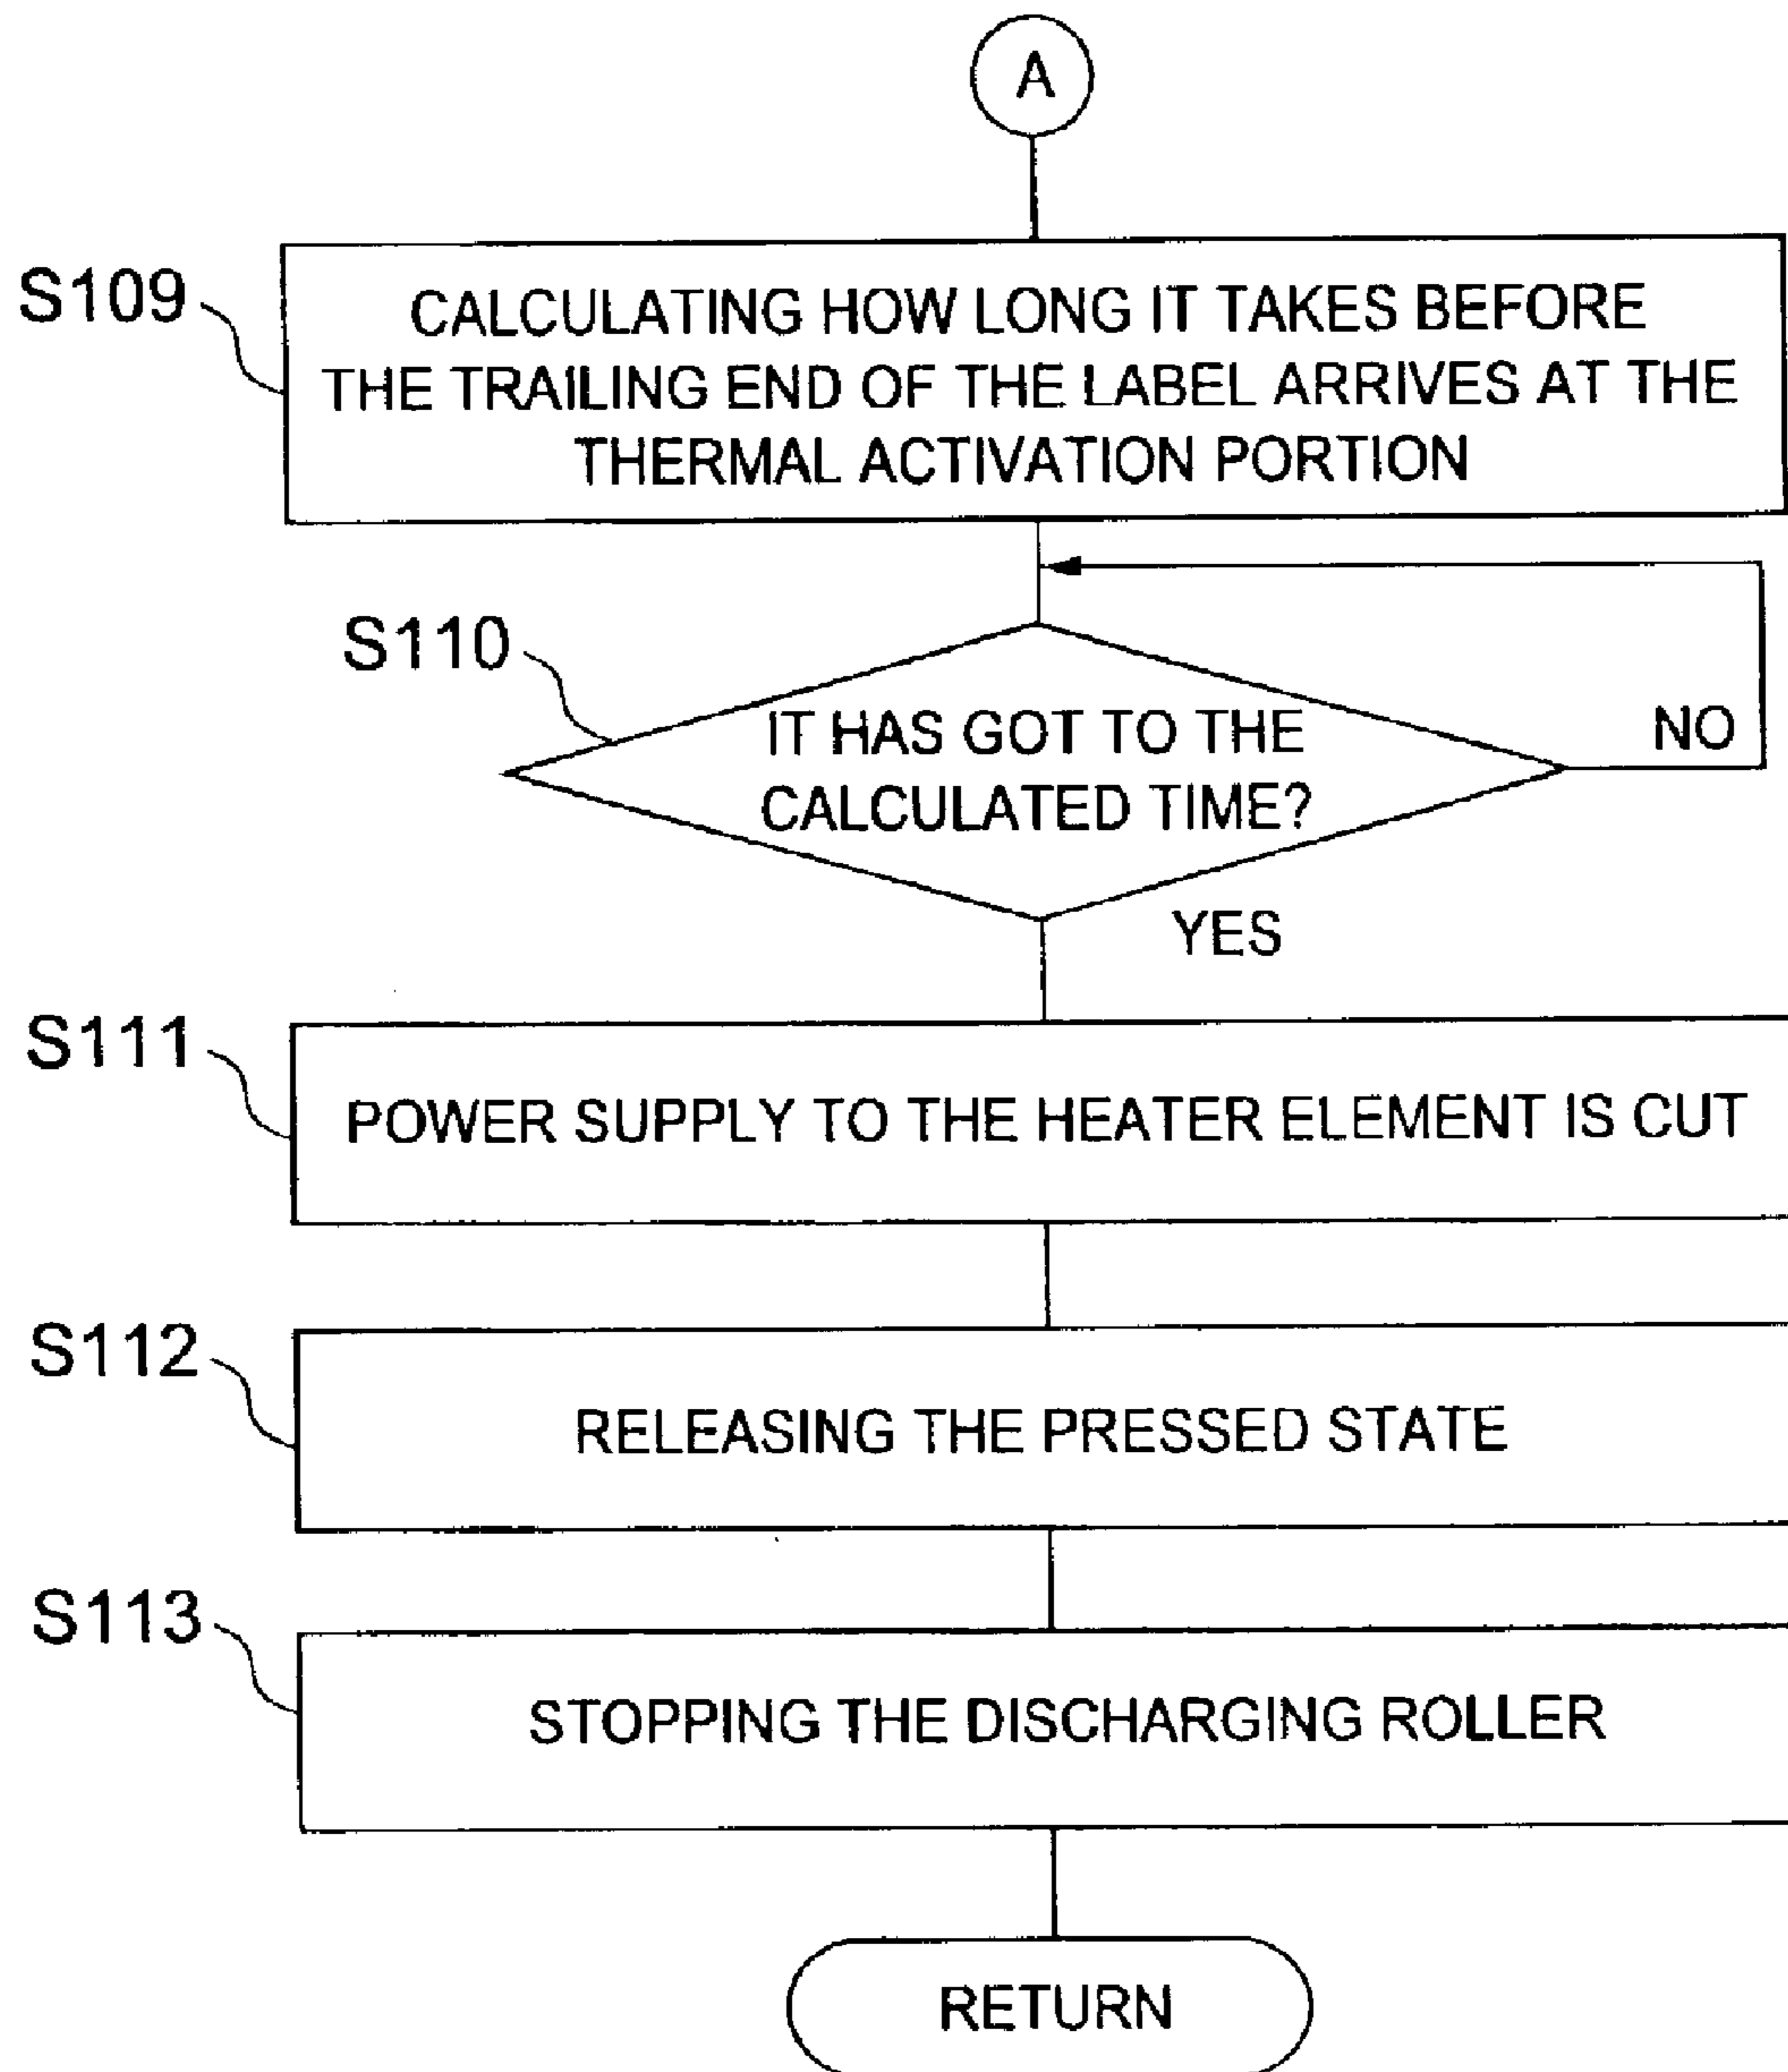 A
S109
CALCULATING HOW LONG IT TAKES BEFORE
THE TRAILING END OF THE LABEL ARRIVES AT THE
THERMAL ACTIVATION PORTION
S110
IT HAS GOT TO THE
CALCULATED TIME?
NO
YES
S111
POWER SUPPLY TO THE HEATER ELEMENT IS CUT
S112
RELEASING THE PRESSED STATE
S113
STOPPING THE DISCHARGING ROLLER
RETURN